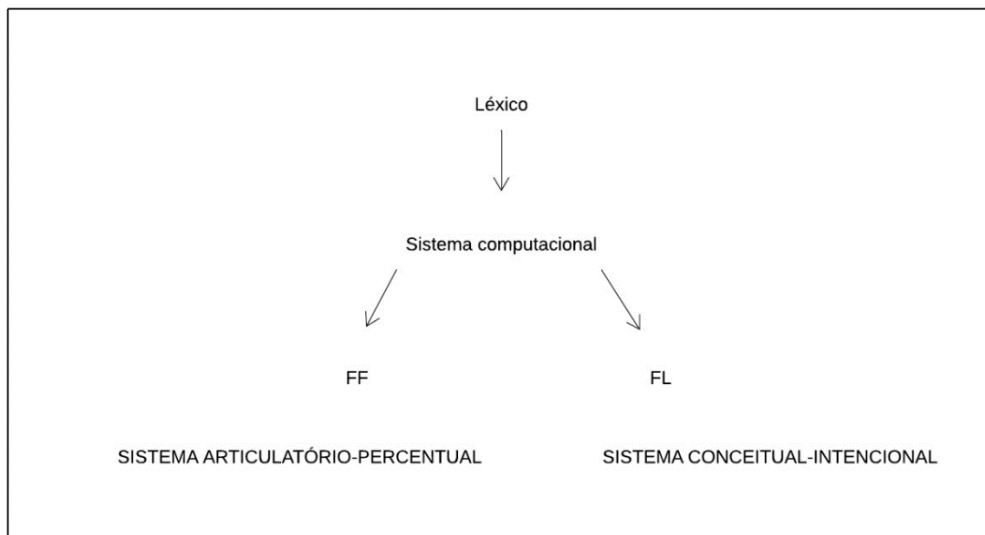 Léxico
Sistema computacional
FF FL
SISTEMA ARTICULATÓRIO-PERCENTUAL SISTEMA CONCEITUAL-INTENCIONAL